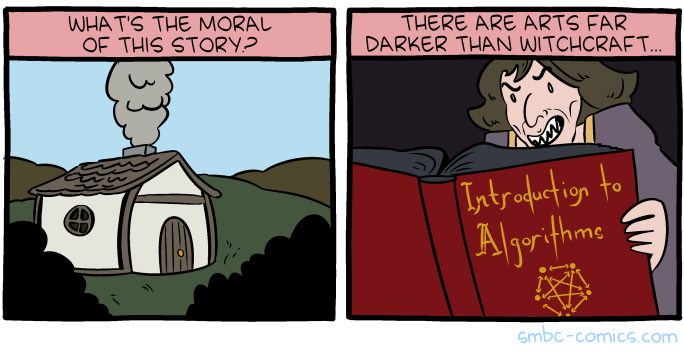 WHAT'S THE MORAL
OF THIS STORY?
THERE ARE ARTS FAR
DARKER THAN WITCHCRAFT...
Introduction to
Algorithms
smbc-comics.com